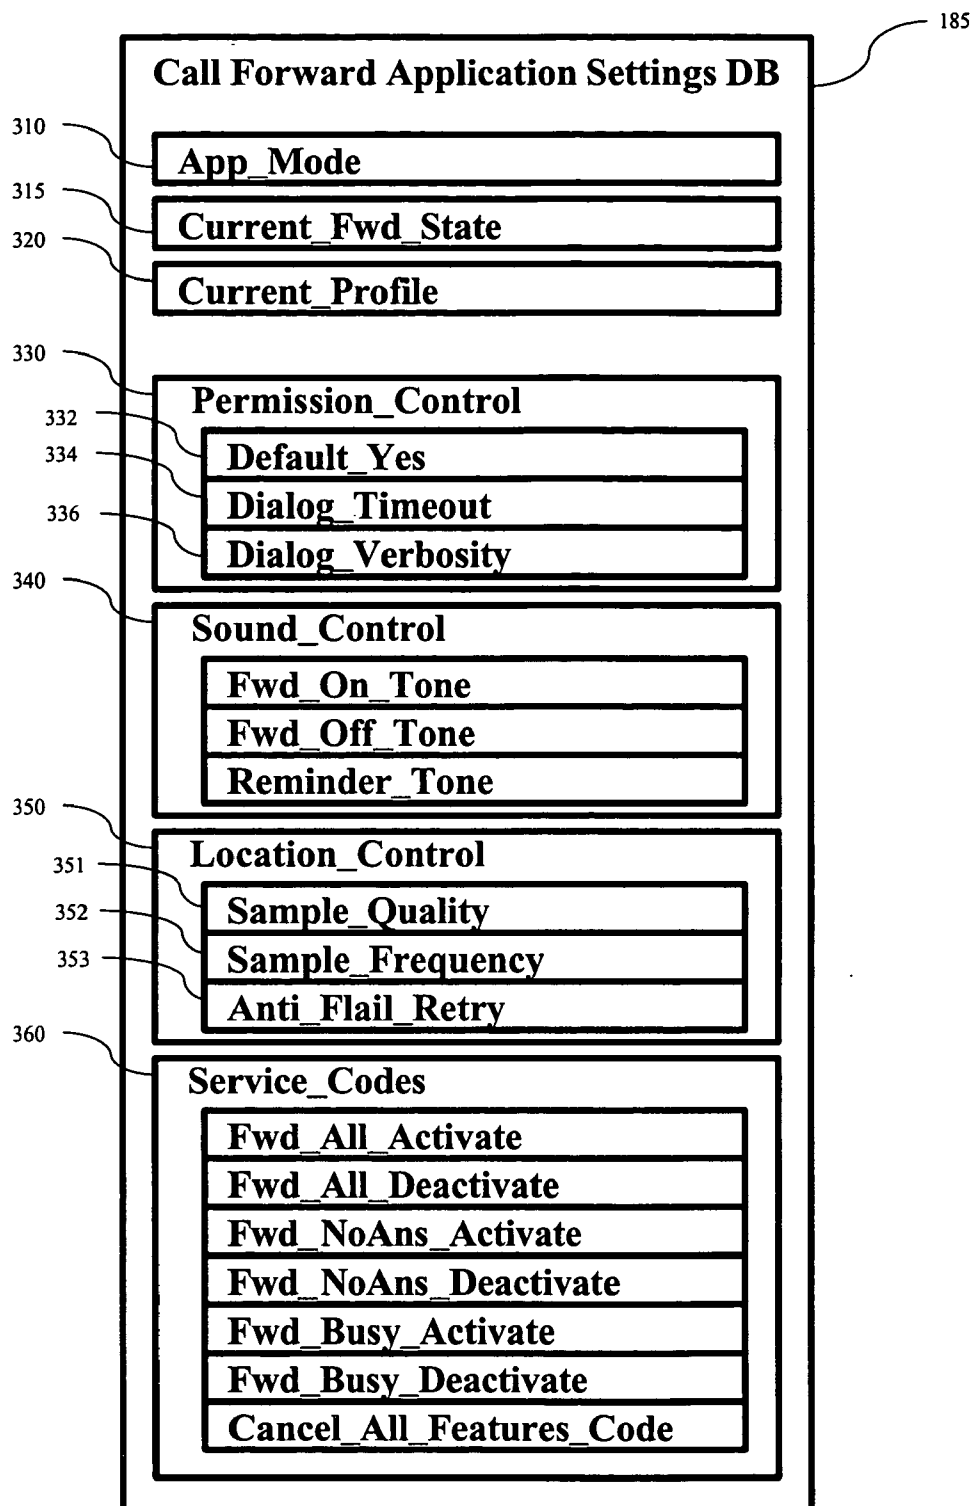 185
Call Forward Application Settings DB
310
App_Mode
315
Current_Fwd_State
320
Current_Profile
330
Permission_Control
332
Default_Yes
334
Dialog_Timeout
336
Dialog_Verbosity
340
Sound_Control
Fwd_On_Tone
Fwd_Off_Tone
Reminder_Tone
350
Location_Control
351
Sample_Quality
352
Sample_Frequency
353
Anti_Flail_Retry
360
Service_Codes
Fwd_All_Activate
Fwd_All_Deactivate
Fwd_NoAns_Activate
Fwd_NoAns_Deactivate
Fwd_Busy_Activate
Fwd_Busy_Deactivate
Cancel_All_Features_Code